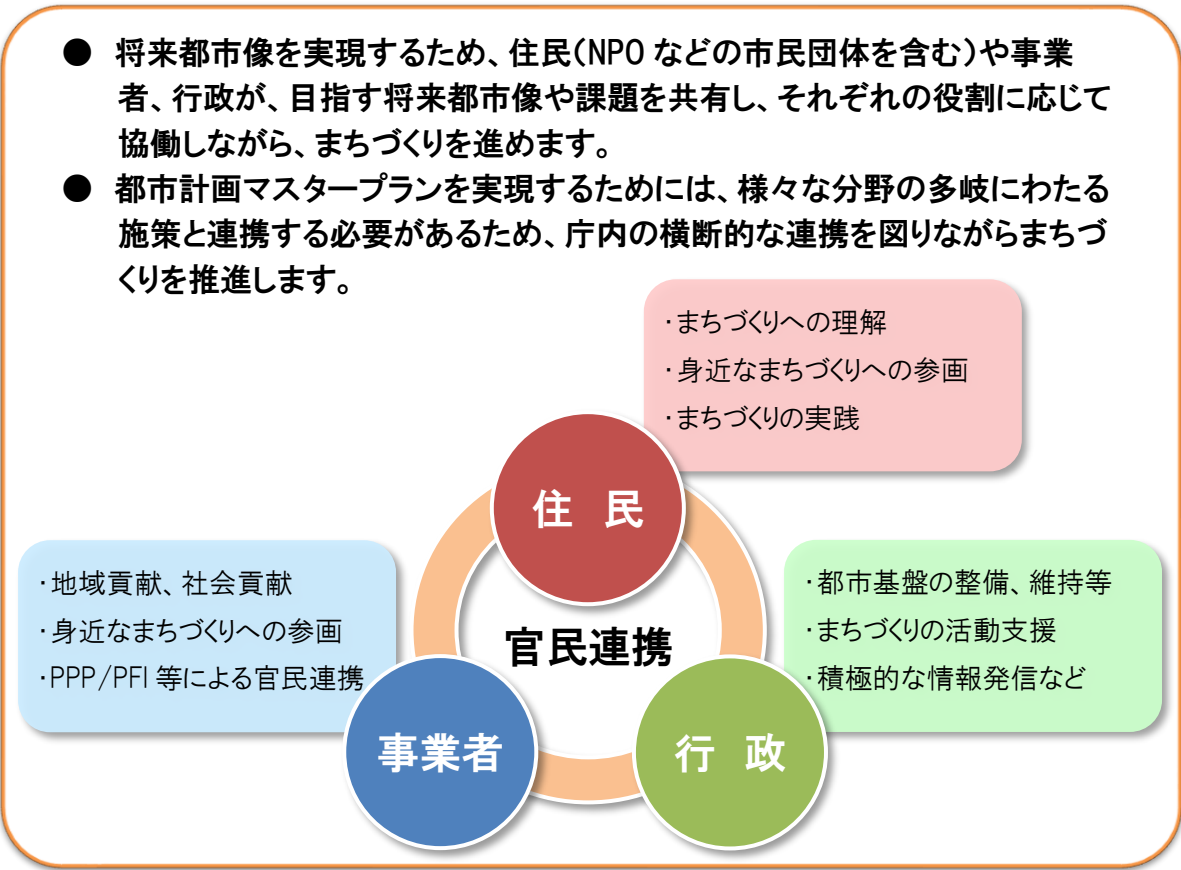 ● 将来都市像を実現するため、住民(NPO などの市民団体を含む)や事業
者、行政が、目指す将来都市像や課題を共有し、それぞれの役割に応じて
協働しながら、まちづくりを進めます。
● 都市計画マスタープランを実現するためには、様々な分野の多岐にわたる
施策と連携する必要があるため、庁内の横断的な連携を図りながらまちづ
くりを推進します。
・まちづくりへの理解
・身近なまちづくりへの参画
・まちづくりの実践
住 民
・地域貢献、社会貢献
・身近なまちづくりへの参画
・PPP/PFI 等による官民連携
官民連携
・都市基盤の整備、維持等
・まちづくりの活動支援
・積極的な情報発信など
事業者
行 政